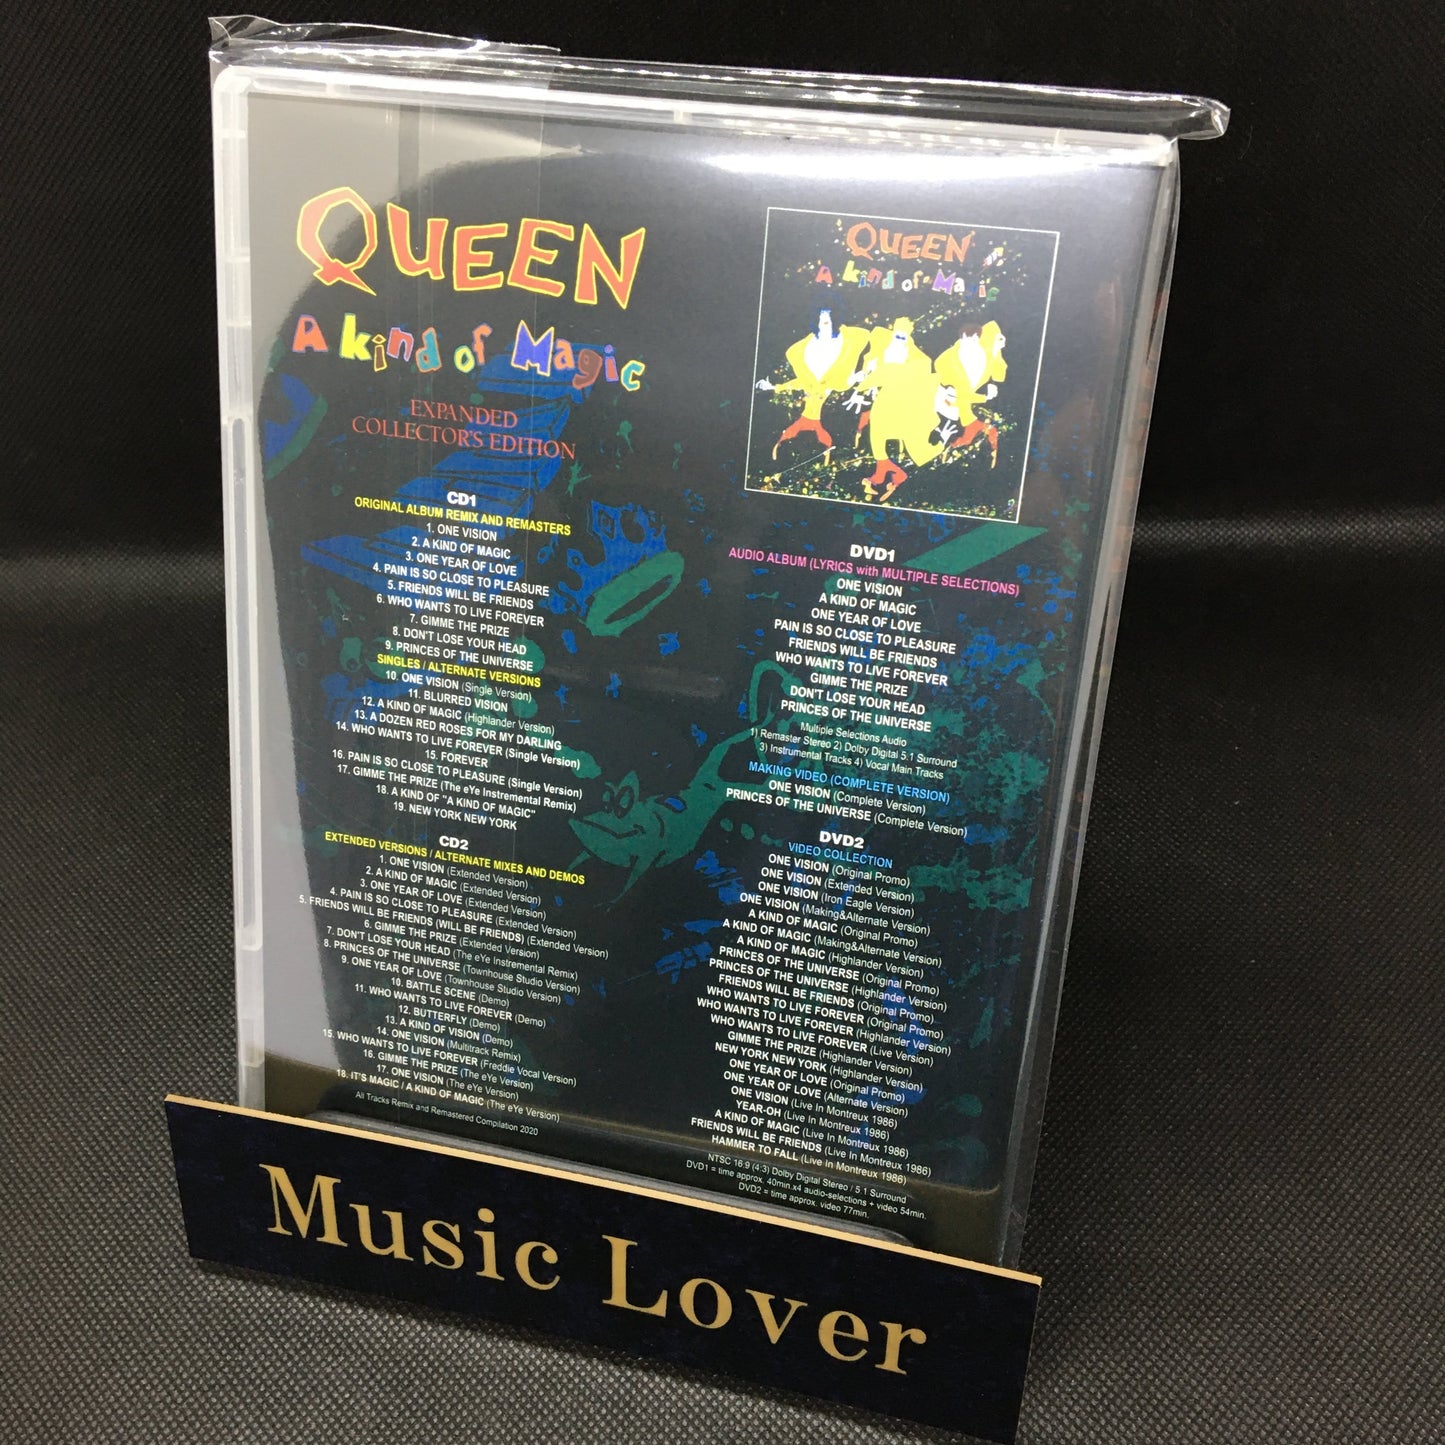 QUEEN
A kind of Magic
EXPANDED
COLLECTOR'S EDITION
CD1
ORIGINAL ALBUM REMIX AND REMASTERS
1. ONE VISION
2. A KIND OF MAGIC
3. ONE YEAR OF LOVE
4. PAIN IS SO CLOSE TO PLEASURE
5. FRIENDS WILL BE FRIENDS
6. WHO WANTS TO LIVE FOREVER
7. GIMME THE PRIZE
8. DON'T LOSE YOUR HEAD
9. PRINCES OF THE UNIVERSE
SINGLES / ALTERNATE VERSIONS
10. ONE VISION (Single Version)
11. BLURRED VISION
12. A KIND OF MAGIC (Highlander Version)
13. A DOZEN RED ROSES FOR MY DARLING
14. WHO WANTS TO LIVE FOREVER (Single Version)
15. FOREVER
16. PAIN IS SO CLOSE TO PLEASURE (Single Version)
17. GIMME THE PRIZE (The eYe Instremental Remix)
18. A KIND OF "A KIND OF MAGIC"
19. NEW YORK NEW YORK
CD2
EXTENDED VERSIONS / ALTERNATE MIXES AND DEMOS
1. ONE VISION (Extended Version)
2. A KIND OF MAGIC (Extended Version)
3. ONE YEAR OF LOVE (Extended Version)
4. PAIN IS SO CLOSE TO PLEASURE (Extended Version)
5. FRIENDS WILL BE FRIENDS (WILL BE FRIENDS) (Extended Version)
6. GIMME THE PRIZE (Extended Version)
7. DON'T LOSE YOUR HEAD (The eYe Instremental Remix)
8. PRINCES OF THE UNIVERSE (Townhouse Studio Version)
9. ONE YEAR OF LOVE (Townhouse Studio Version)
10. BATTLE SCENE (Demo)
11. WHO WANTS TO LIVE FOREVER (Demo)
12. BUTTERFLY (Demo)
13. A KIND OF VISION (Demo)
14. ONE VISION (Multitrack Remix)
15. WHO WANTS TO LIVE FOREVER (Freddie Vocal Version)
16. GIMME THE PRIZE (The eYe Version)
17. ONE VISION (The eYe Version)
18. IT'S MAGIC / A KIND OF MAGIC (The eYe Version)
All Tracks Remix and Remastered Compilation 2020
QUEEN
A kind of Magic
DVD1
AUDIO ALBUM (LYRICS with MULTIPLE SELECTIONS)
ONE VISION
A KIND OF MAGIC
ONE YEAR OF LOVE
PAIN IS SO CLOSE TO PLEASURE
FRIENDS WILL BE FRIENDS
WHO WANTS TO LIVE FOREVER
GIMME THE PRIZE
DON'T LOSE YOUR HEAD
PRINCES OF THE UNIVERSE
Multiple Selections Audio
1) Remaster Stereo 2) Dolby Digital 5.1 Surround
3) Instrumental Tracks 4) Vocal Main Tracks
MAKING VIDEO (COMPLETE VERSION)
ONE VISION (Complete Version)
PRINCES OF THE UNIVERSE (Complete Version)
DVD2
VIDEO COLLECTION
ONE VISION (Original Promo)
ONE VISION (Extended Version)
ONE VISION (Iron Eagle Version)
ONE VISION (Making&Alternate Version)
A KIND OF MAGIC (Original Promo)
A KIND OF MAGIC (Making&Alternate Version)
A KIND OF MAGIC (Highlander Version)
PRINCES OF THE UNIVERSE (Original Promo)
PRINCES OF THE UNIVERSE (Highlander Version)
FRIENDS WILL BE FRIENDS (Original Promo)
WHO WANTS TO LIVE FOREVER (Original Promo)
WHO WANTS TO LIVE FOREVER (Highlander Version)
WHO WANTS TO LIVE FOREVER (Live Version)
GIMME THE PRIZE (Highlander Version)
NEW YORK NEW YORK (Highlander Version)
ONE YEAR OF LOVE (Original Promo)
ONE YEAR OF LOVE (Alternate Version)
ONE VISION (Live In Montreux 1986)
YEAR-OH (Live In Montreux 1986)
A KIND OF MAGIC (Live In Montreux 1986)
FRIENDS WILL BE FRIENDS (Live In Montreux 1986)
HAMMER TO FALL (Live In Montreux 1986)
NTSC 16:9 (4:3) Dolby Digital Stereo / 5.1 Surround
DVD1 = time approx. 40min.x4 audio-selections + video 54min.
DVD2 = time approx. video 77min.
Music Lover